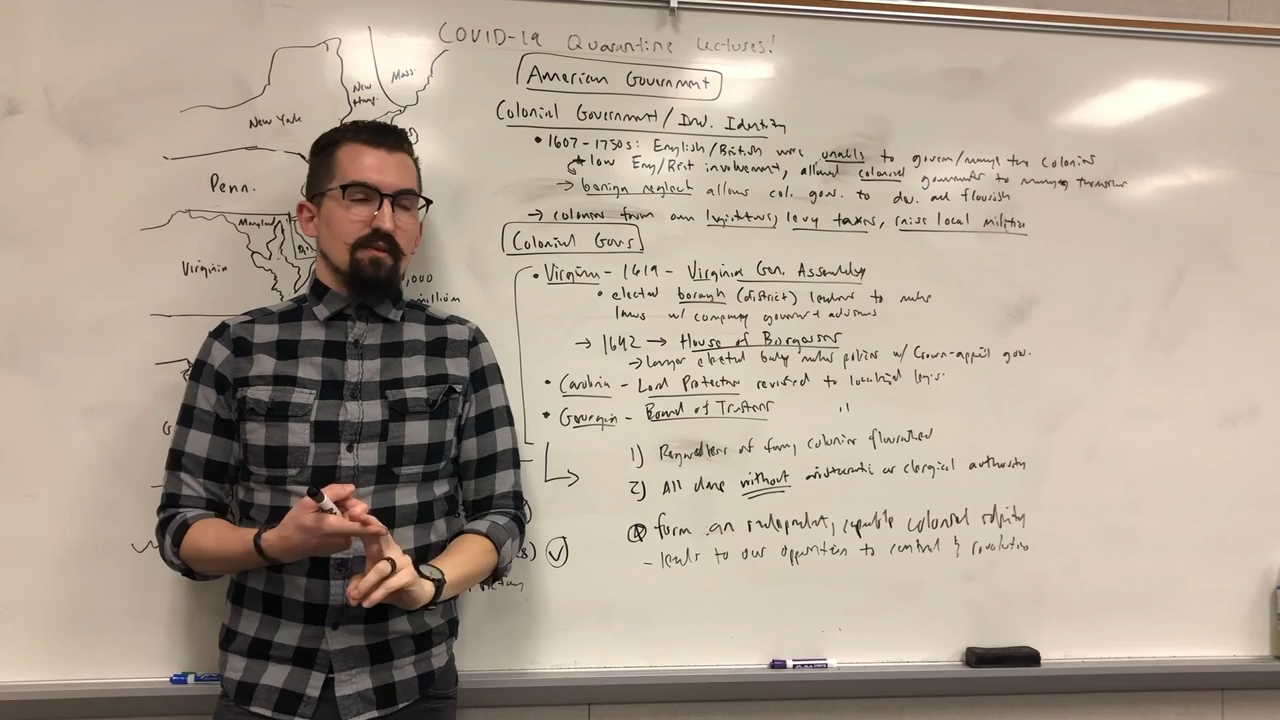 COVID-19 Quarantine Lectures!
American Government
Colonial Government / Inv. Identity
• 1607-1750s: English/British were unable to govern/manage the colonies
low Eng/Brit involvement, allowed colonial governments to manage themselves
→ benign neglect allows col. gov. to dev. and flourish
→ colonies form own legislatures, levy taxes, raise local militia
Colonial Govs
• Virginia - 1619 - Virginia Gen. Assembly
• elected borough (district) leaders to make
laws w/ company governor + advisors
→ 1642 → House of Burgesses
→ larger elected body makes policies w/ Crown-app'd gov.
• Carolina - Lord Protector reverted to localized legis.
• Georgia - Board of Trustees "
1) Regardless of form, colonies flourished
2) All done without aristocratic or clerical authority
form an independent, capable colonial identity
- leads to our opposition to control & revolution
New York
New Hamp.
Mass.
Penn.
Maryland
Virginia